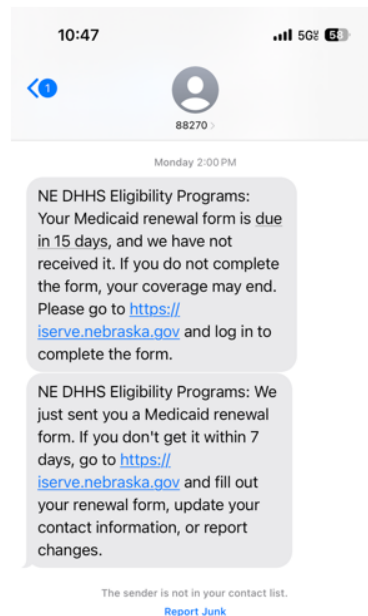 10:47
5G
58
1
88270
Monday 2:00 PM
NE DHHS Eligibility Programs:
Your Medicaid renewal form is due
in 15 days, and we have not
received it. If you do not complete
the form, your coverage may end.
Please go to https://
iserve.nebraska.gov and log in to
complete the form.
NE DHHS Eligibility Programs: We
just sent you a Medicaid renewal
form. If you don't get it within 7
days, go to https://
iserve.nebraska.gov and fill out
your renewal form, update your
contact information, or report
changes.
The sender is not in your contact list.
Report Junk